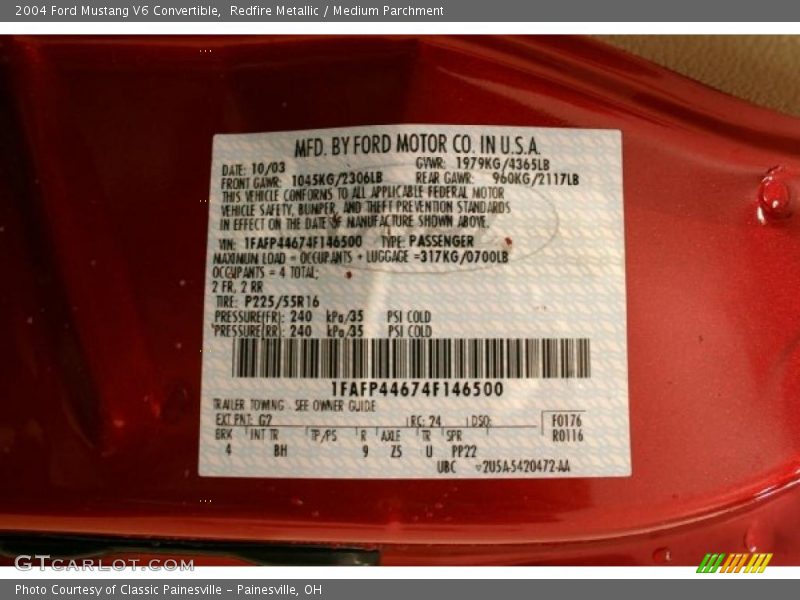 2004 Ford Mustang V6 Convertible, Redfire Metallic / Medium Parchment
MFD. BY FORD MOTOR CO. IN U.S.A.
DATE: 10/03 GVWR: 1979KG/4365LB
FRONT GAWR: 1045KG/2306LB REAR GAWR: 960KG/2117LB
THIS VEHICLE CONFORMS TO ALL APPLICABLE FEDERAL MOTOR
VEHICLE SAFETY, BUMPER, AND THEFT PREVENTION STANDARDS
IN EFFECT ON THE DATE OF MANUFACTURE SHOWN ABOVE.
VIN: 1FAFP44674F146500 TYPE: PASSENGER
MAXIMUM LOAD = OCCUPANTS + LUGGAGE =317KG/0700LB
OCCUPANTS = 4 TOTAL;
2 FR, 2 RR
TIRE: P225/55R16
PRESSURE(FR): 240 kPa/35 PSI COLD
PRESSURE(RR): 240 kPa/35 PSI COLD
1FAFP44674F146500
TRAILER TOWING - SEE OWNER GUIDE
EXT PNT: G2 RC: 24 DSO: F0176
BRK INT TR TP/PS R AXLE TR SPR R0116
4 BH 9 Z5 U PP22
UBC 2U5A-5420472-AA
GTCARLOT.COM
Photo Courtesy of Classic Painesville - Painesville, OH